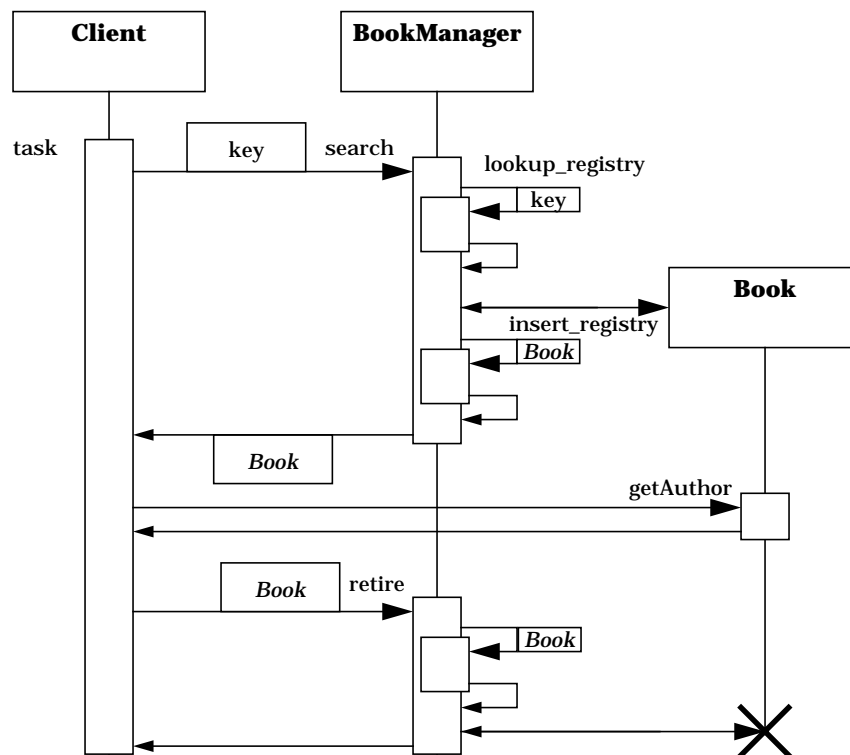 Client
BookManager
task
key
search
lookup_registry
key
Book
insert_registry
Book
Book
getAuthor
Book
retire
Book